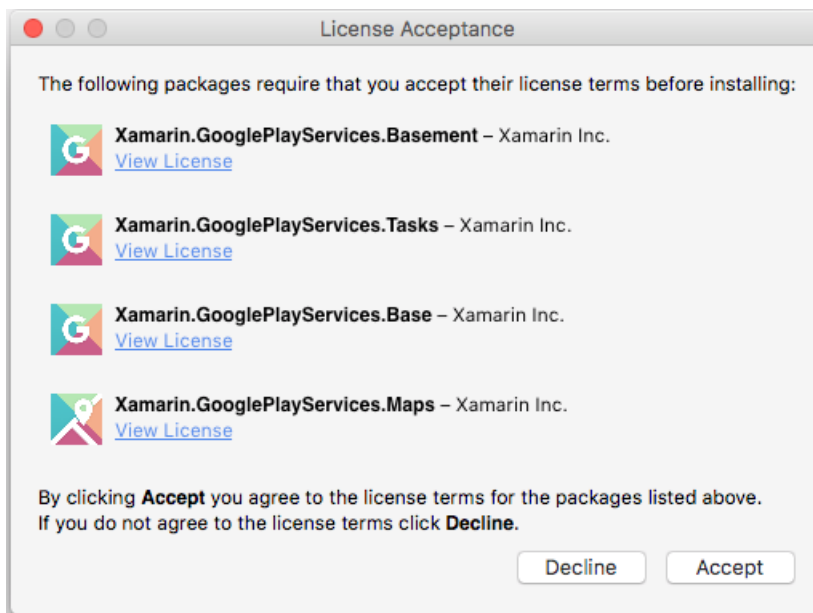 License Acceptance
The following packages require that you accept their license terms before installing:
G
Xamarin.GooglePlayServices.Basement – Xamarin Inc.
View License
G
Xamarin.GooglePlayServices.Tasks – Xamarin Inc.
View License
G
Xamarin.GooglePlayServices.Base – Xamarin Inc.
View License
Xamarin.GooglePlayServices.Maps – Xamarin Inc.
View License
By clicking Accept you agree to the license terms for the packages listed above.
If you do not agree to the license terms click Decline.
Decline Accept